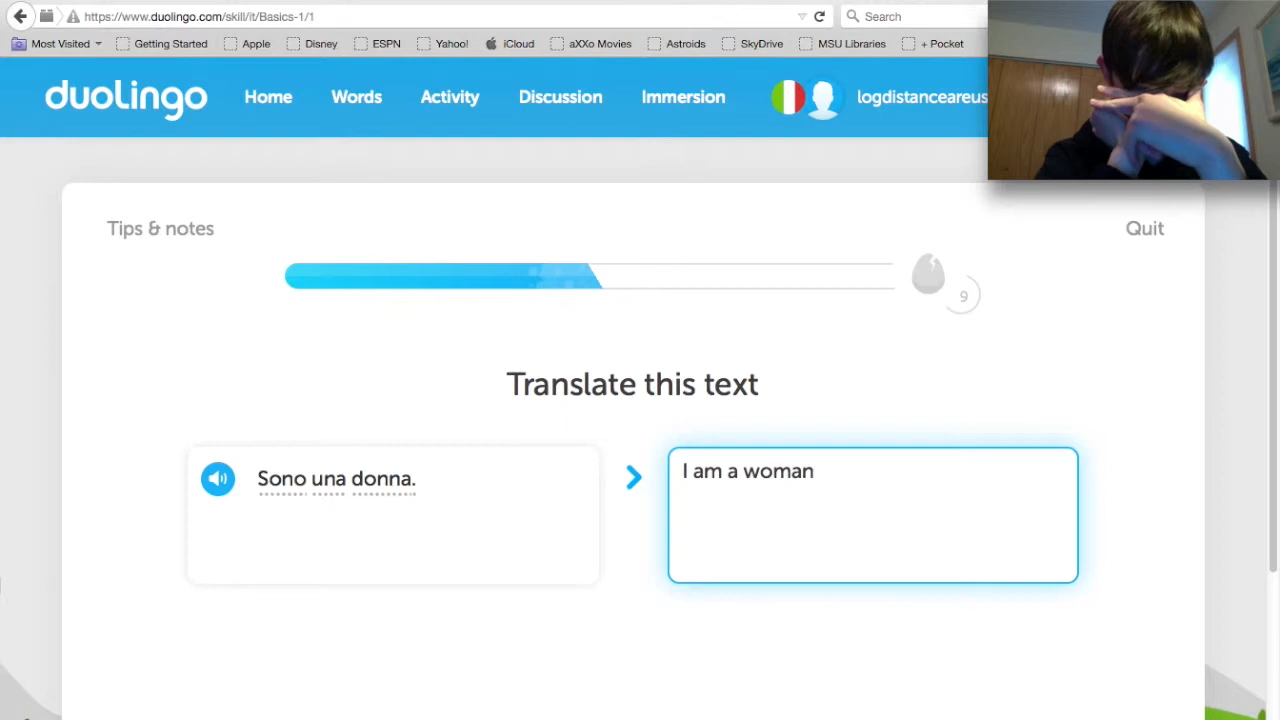 https://www.duolingo.com/skill/it/Basics-1/1
Search
Most Visited
Getting Started
Apple
Disney
ESPN
Yahoo!
iCloud
aXXo Movies
Astroids
SkyDrive
MSU Libraries
+ Pocket
duolingo
Home
Words
Activity
Discussion
Immersion
logdistanceareus
Tips & notes
Quit
9
Translate this text
Sono una donna.
I am a woman